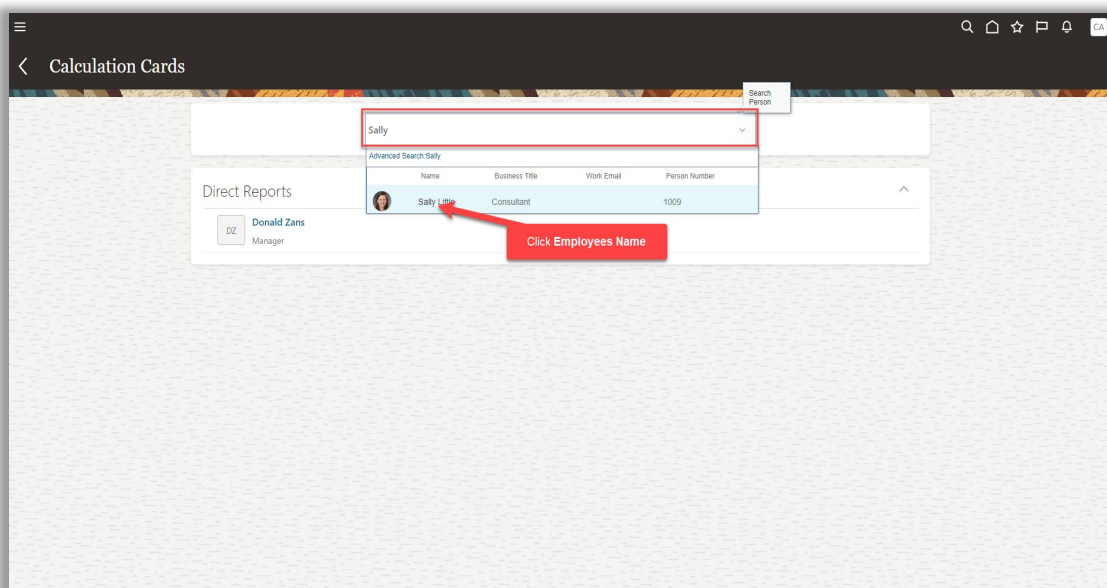 CA
Calculation Cards
Search
Person
Sally
Advanced Search:Sally
Name Business Title Work Email Person Number
Sally Little Consultant 1009
Direct Reports
DZ
Donald Zans
Manager
Click Employees Name